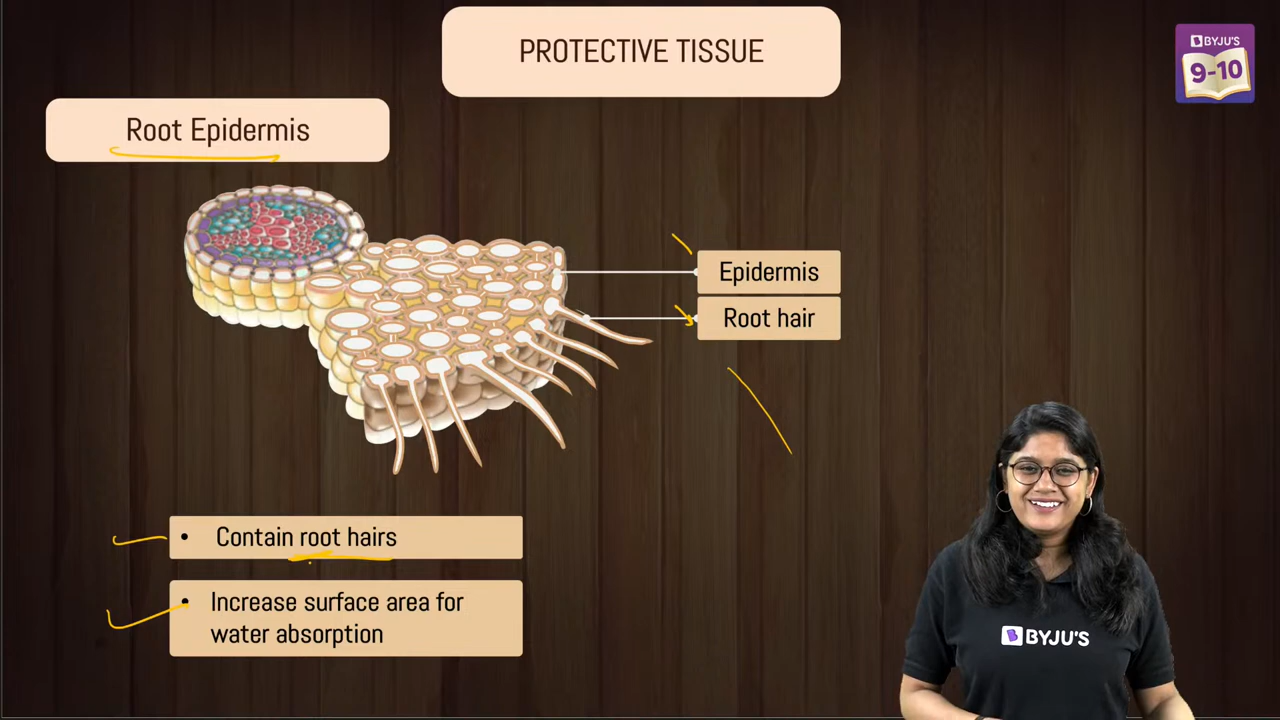 PROTECTIVE TISSUE
BYJU'S
9-10
Root Epidermis
Epidermis
Root hair
• Contain root hairs
• Increase surface area for
water absorption
BYJU'S